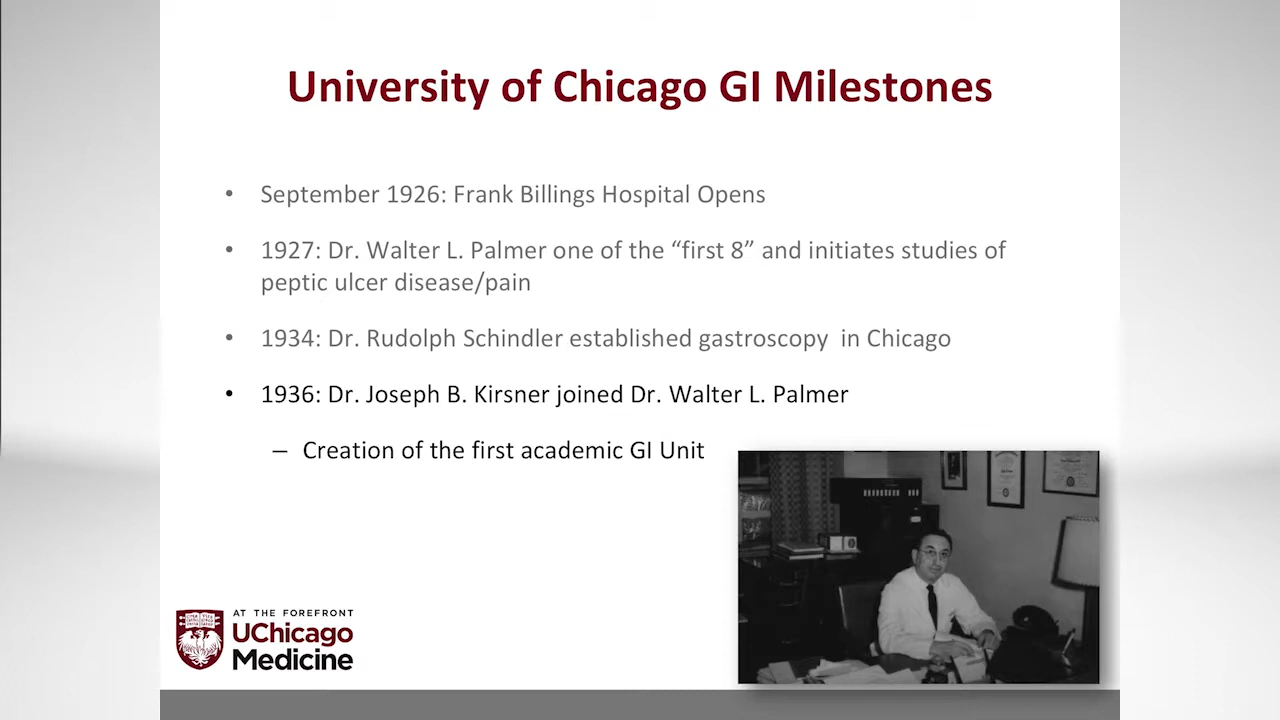 University of Chicago GI Milestones
• September 1926: Frank Billings Hospital Opens
• 1927: Dr. Walter L. Palmer one of the “first 8” and initiates studies of
peptic ulcer disease/pain
• 1934: Dr. Rudolph Schindler established gastroscopy  in Chicago
• 1936: Dr. Joseph B. Kirsner joined Dr. Walter L. Palmer
– Creation of the first academic GI Unit
AT THE FOREFRONT
UChicago
Medicine